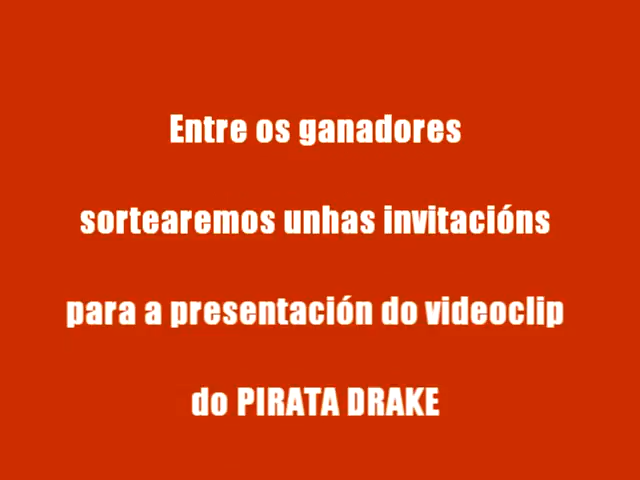 Entre os ganadores
sortearemos unhas invitacións
para a presentación do videoclip
do PIRATA DRAKE